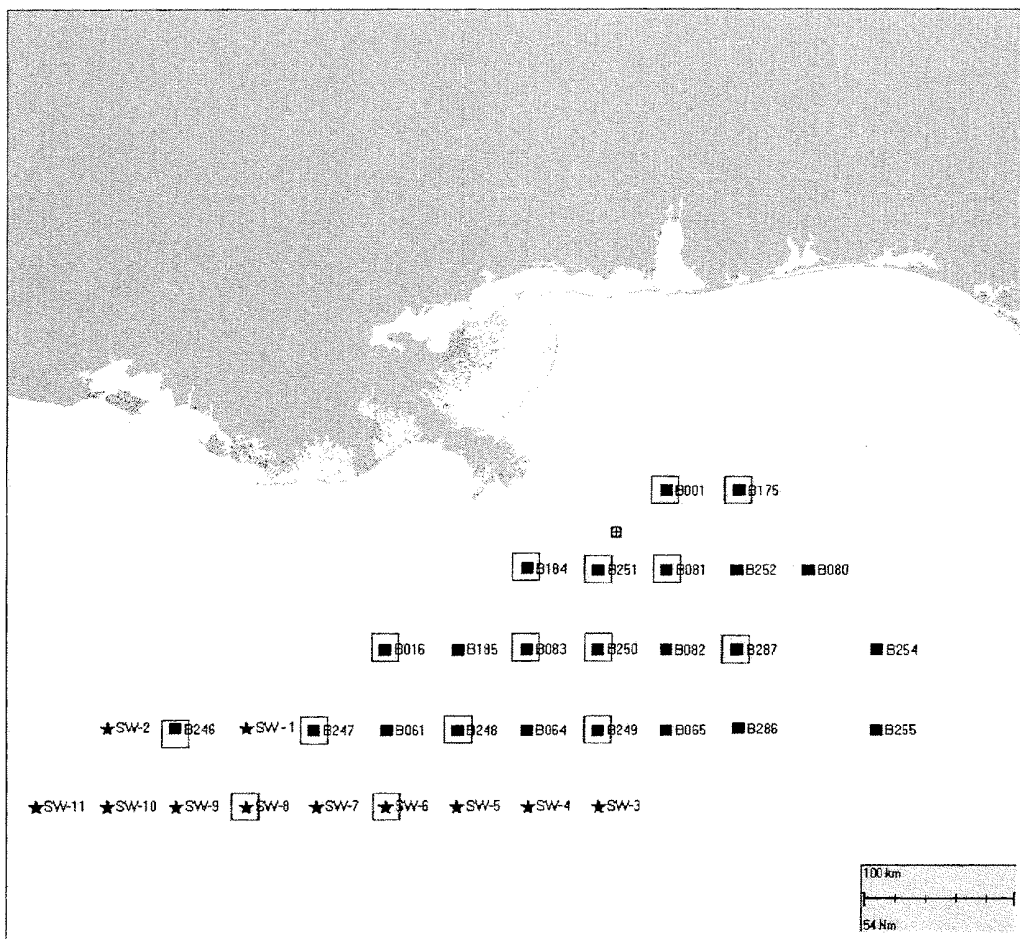 B001 B175
B184 B251 B081 B252 B080
B016 B185 B083 B250 B082 B287 B254
SW-2 B246 SW-1 B247 B061 B248 B064 B249 B065 B286 B255
SW-11 SW-10 SW-9 SW-8 SW-7 SW-6 SW-5 SW-4 SW-3
100 km
54 Nm